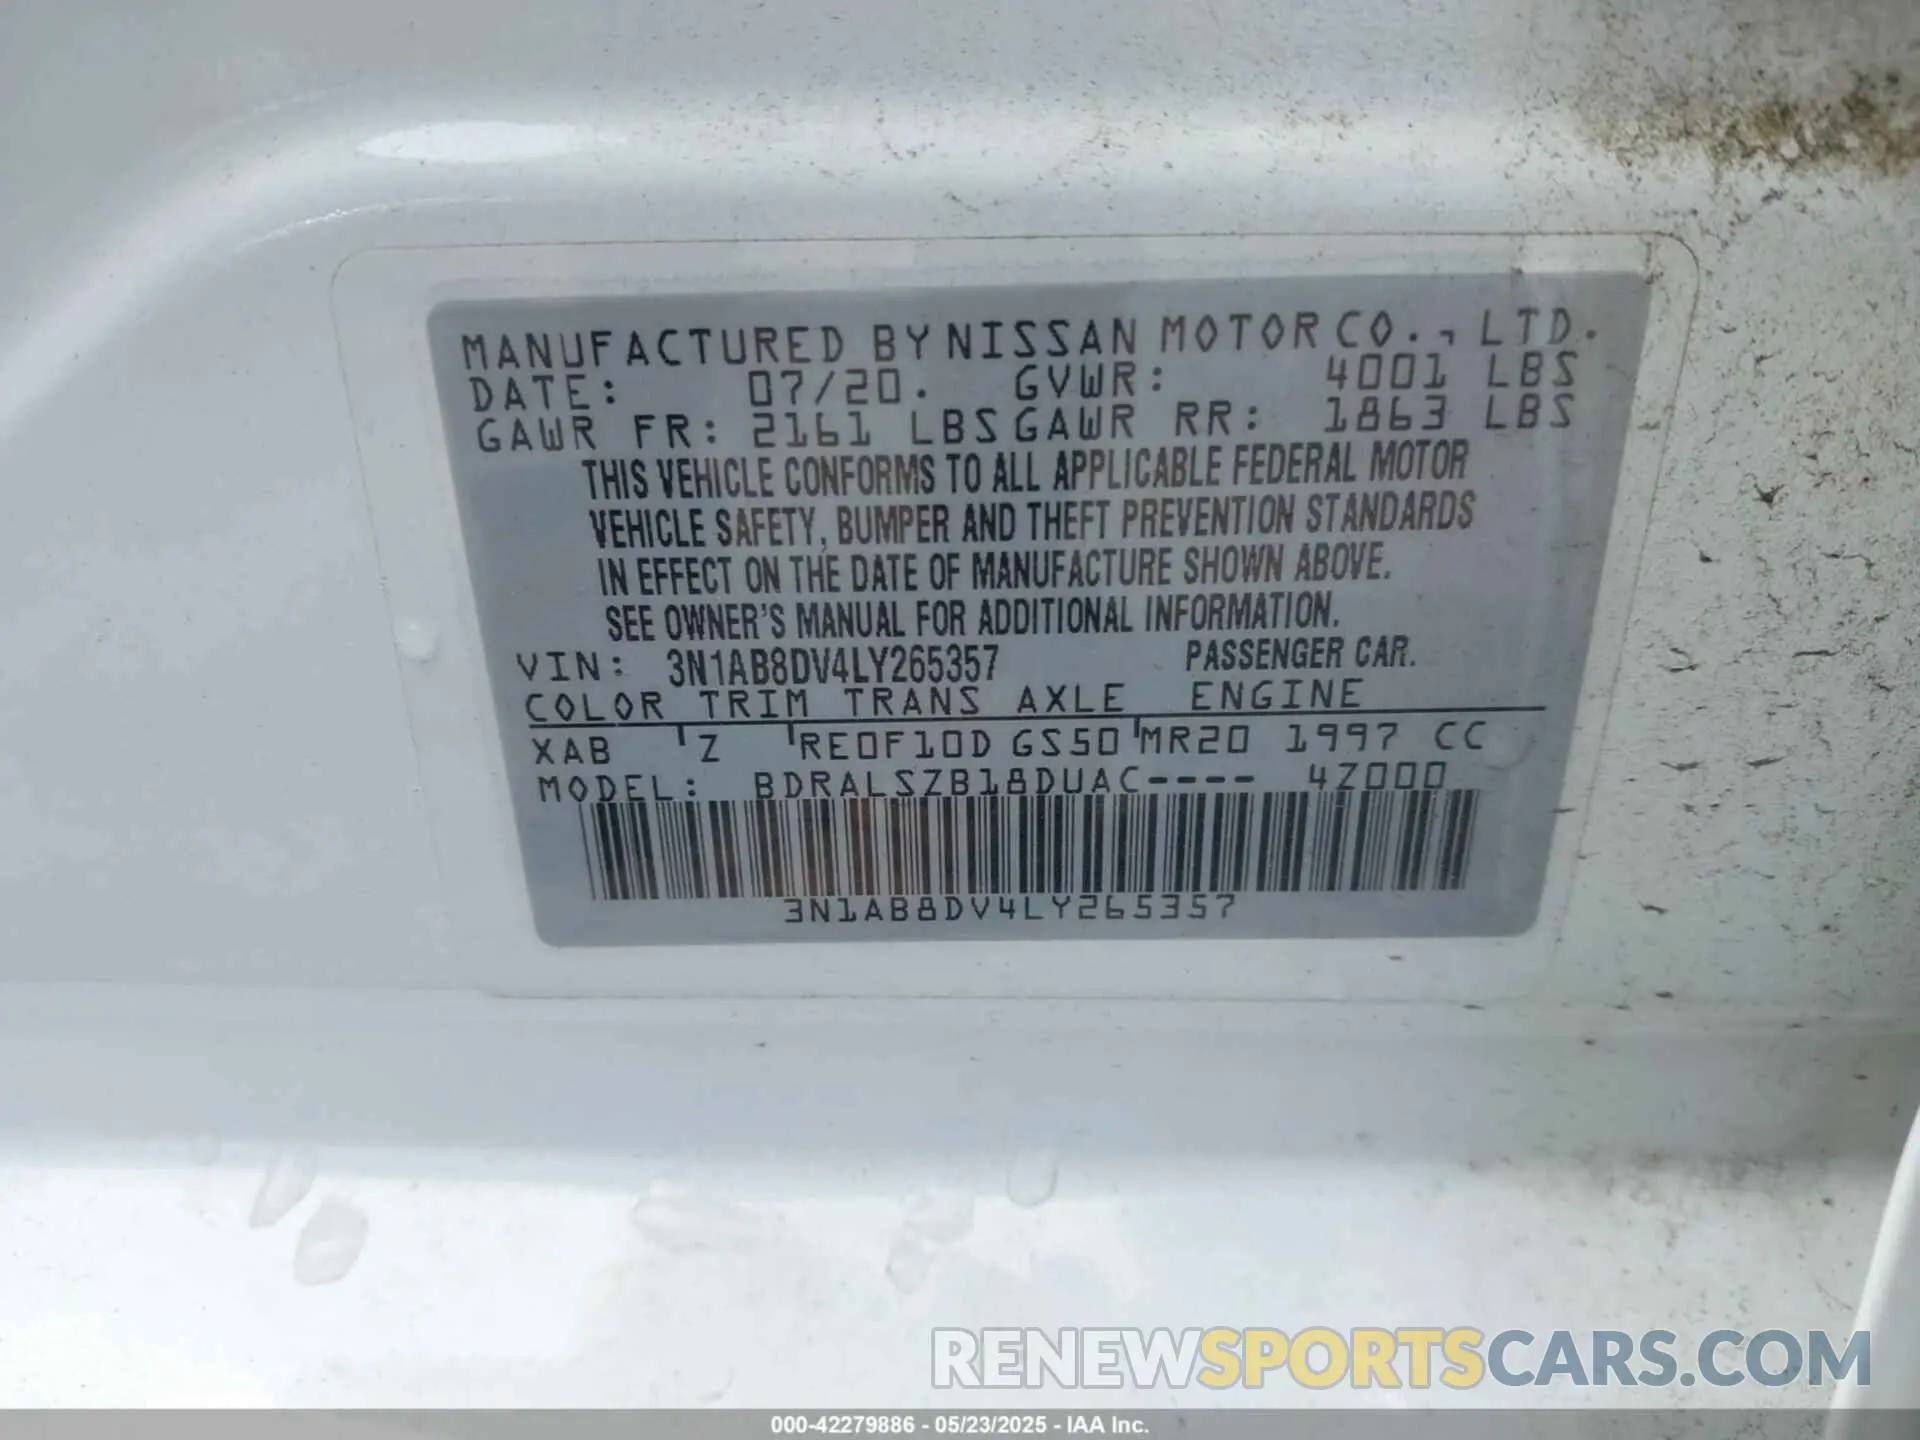 MANUFACTURED BY NISSAN MOTOR CO., LTD.
DATE: 07/20. GVWR: 4001 LBS
GAWR FR: 2161 LBS GAWR RR: 1863 LBS
THIS VEHICLE CONFORMS TO ALL APPLICABLE FEDERAL MOTOR
VEHICLE SAFETY, BUMPER AND THEFT PREVENTION STANDARDS
IN EFFECT ON THE DATE OF MANUFACTURE SHOWN ABOVE.
SEE OWNER'S MANUAL FOR ADDITIONAL INFORMATION.
VIN: 3N1AB8DV4LY265357 PASSENGER CAR.
COLOR TRIM TRANS AXLE ENGINE
XAB Z RE0F10D GS50 MR20 1997 CC
MODEL: BDRALSZB18DUAC---- 4Z000
3N1AB8DV4LY265357
RENEWSPORTSCARS.COM
000-42279886 - 05/23/2025 - IAA Inc.